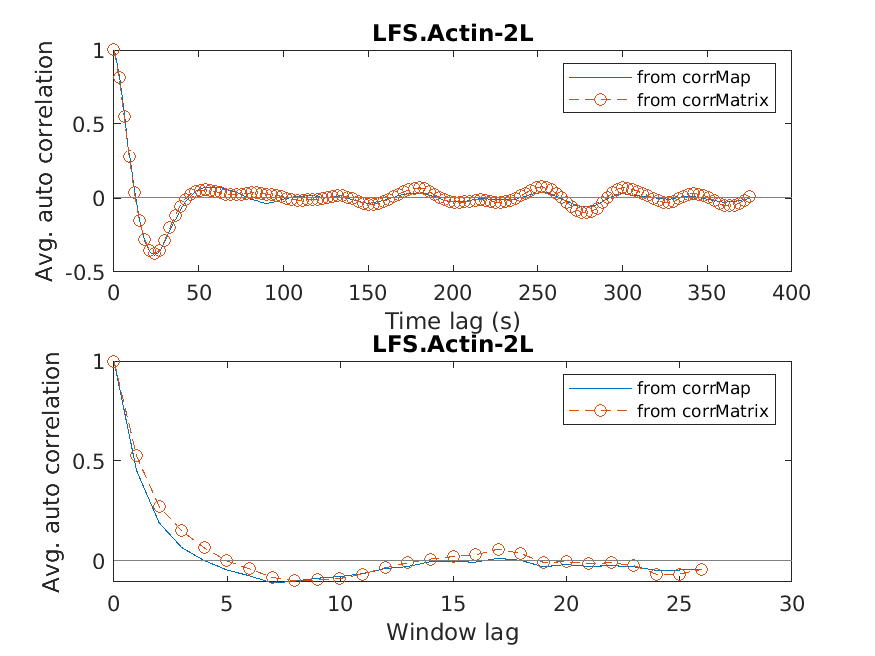 LFS.Actin-2L
1
0.5
0
-0.5
Avg. auto correlation
from corrMap
from corrMatrix
0 50 100 150 200 250 300 350 400
Time lag (s)
LFS.Actin-2L
1
0.5
0
Avg. auto correlation
from corrMap
from corrMatrix
0 5 10 15 20 25 30
Window lag